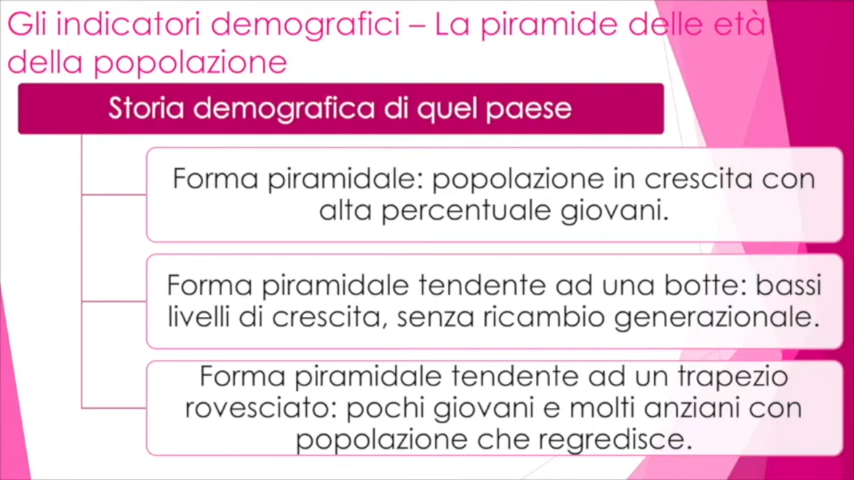 Gli indicatori demografici – La piramide delle età
della popolazione
Storia demografica di quel paese
Forma piramidale: popolazione in crescita con
alta percentuale giovani.
Forma piramidale tendente ad una botte: bassi
livelli di crescita, senza ricambio generazionale.
Forma piramidale tendente ad un trapezio
rovesciato: pochi giovani e molti anziani con
popolazione che regredisce.